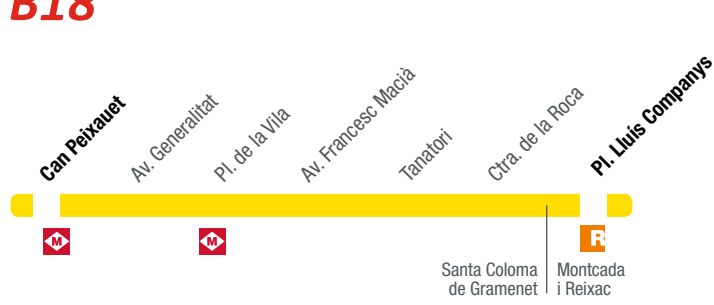 B18
Can Peixauet
Av. Generalitat
Pl. de la Vila
Av. Francesc Macià
Tanatori
Ctra. de la Roca
Pl. Lluís Companys
M
M
R
Santa Coloma
de Gramenet
Montcada
i Reixac